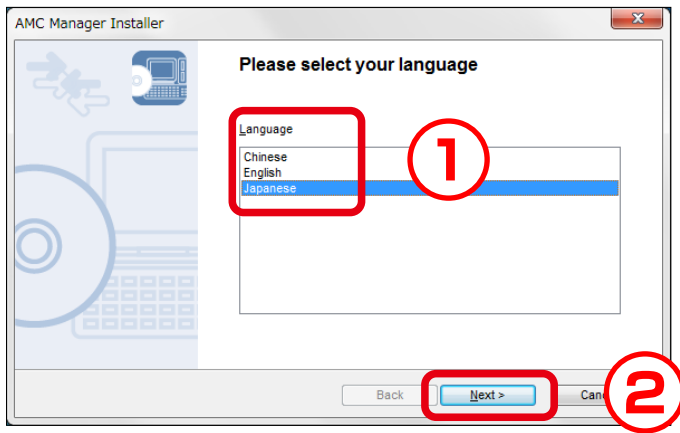 AMC Manager Installer
Please select your language
Language
Chinese
English
Japanese
1
Back
Next >
2